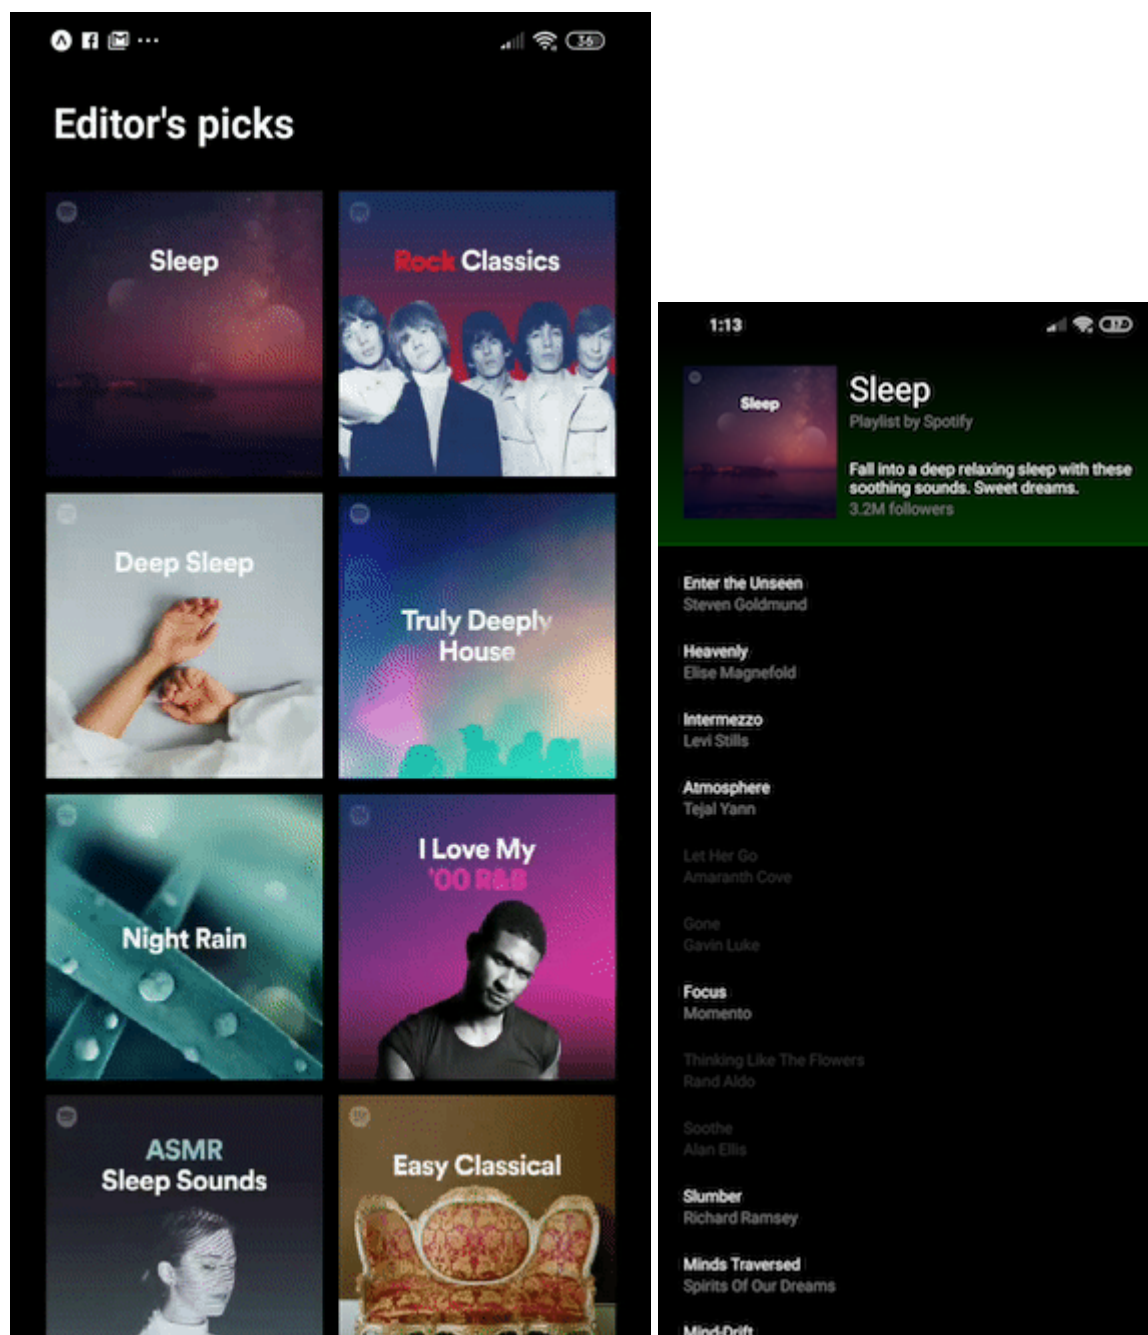 36
Editor's picks
Sleep
Rock Classics
Deep Sleep
Truly Deeply
House
Night Rain
I Love My
'00 R&B
ASMR
Sleep Sounds
Easy Classical
1:13
Sleep
Sleep
Playlist by Spotify
Fall into a deep relaxing sleep with these
soothing sounds. Sweet dreams.
3.2M followers
Enter the Unseen
Steven Goldmund
Heavenly
Elise Magnefold
Intermezzo
Levi Stills
Atmosphere
Tejal Yann
Let Her Go
Amaranth Cove
Gone
Gavin Luke
Focus
Momento
Thinking Like The Flowers
Rand Aldo
Soothe
Alan Ellis
Slumber
Richard Ramsey
Minds Traversed
Spirits Of Our Dreams
Mind-Drift